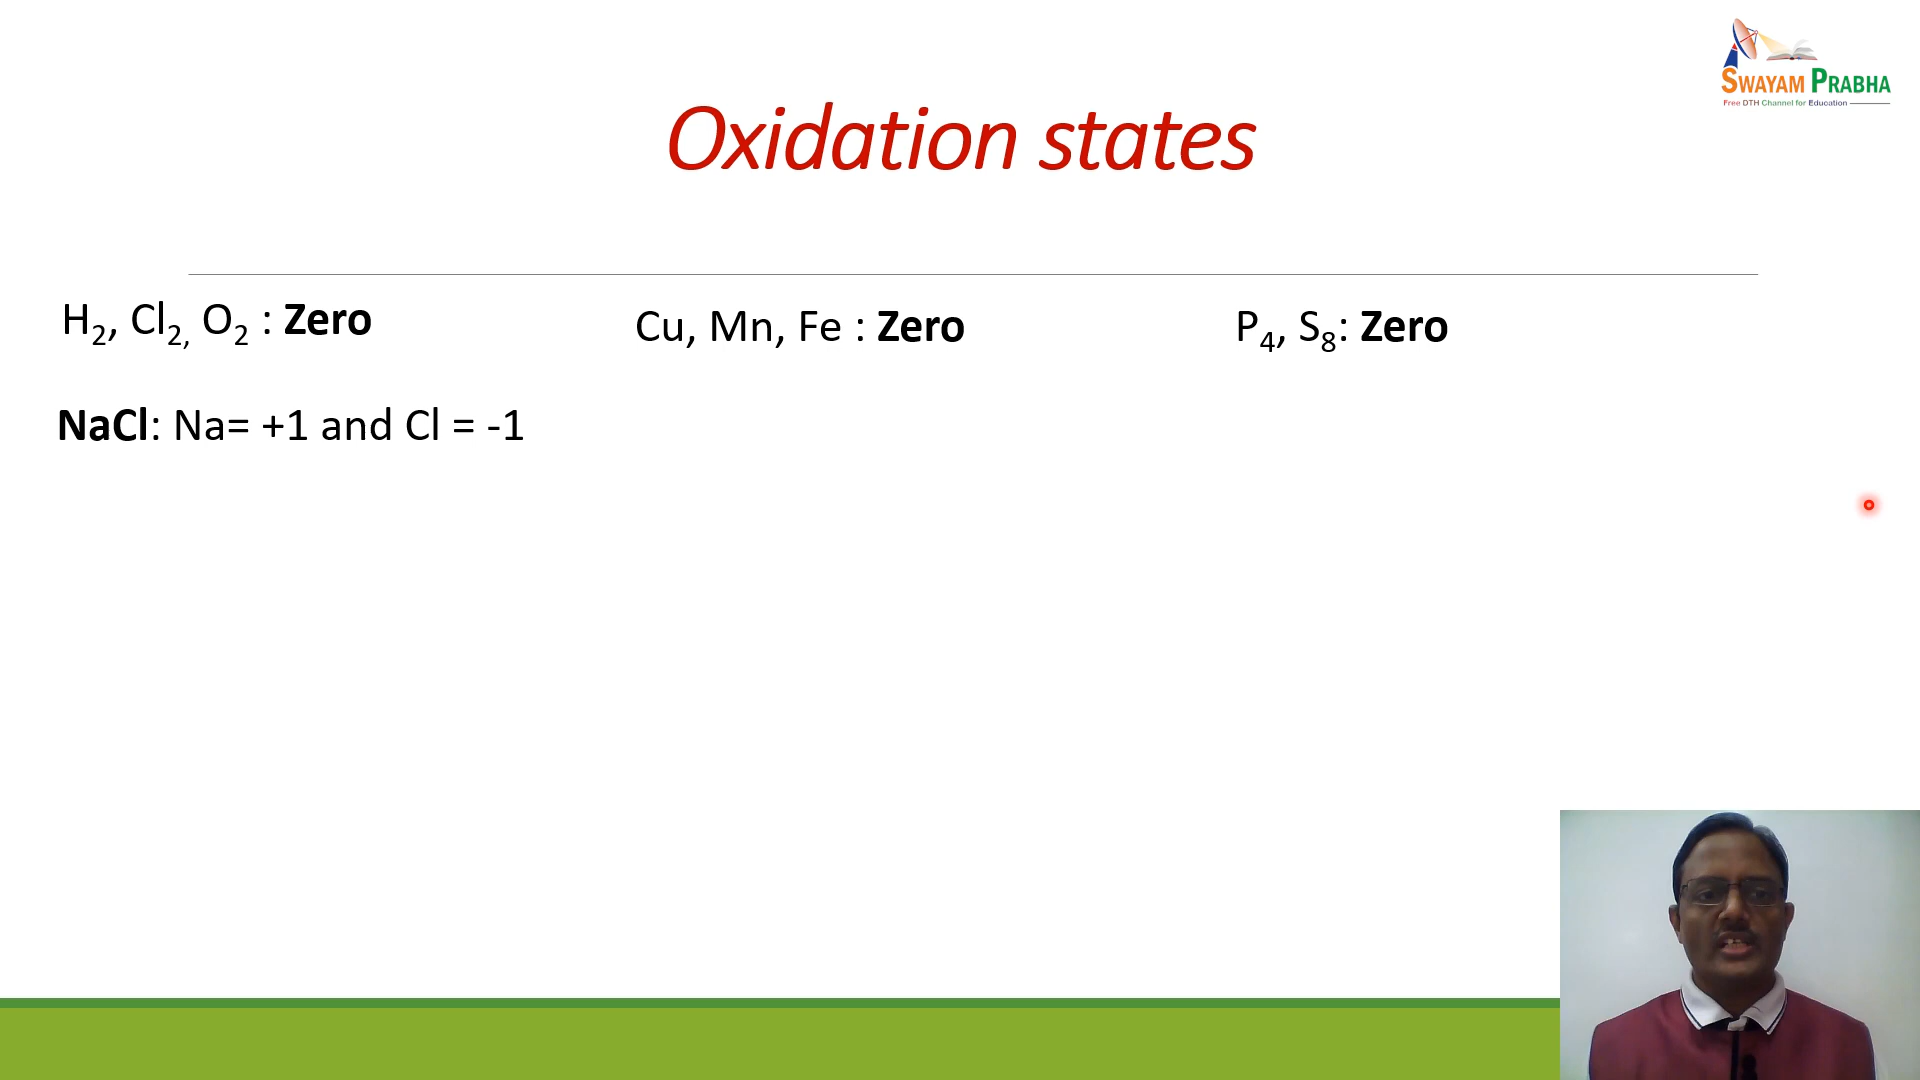 SWAYAM PRABHA
Free DTH Channel for Education
Oxidation states
H₂, Cl₂, O₂ : Zero
Cu, Mn, Fe : Zero
P₄, S₈: Zero
NaCl: Na= +1 and Cl = -1